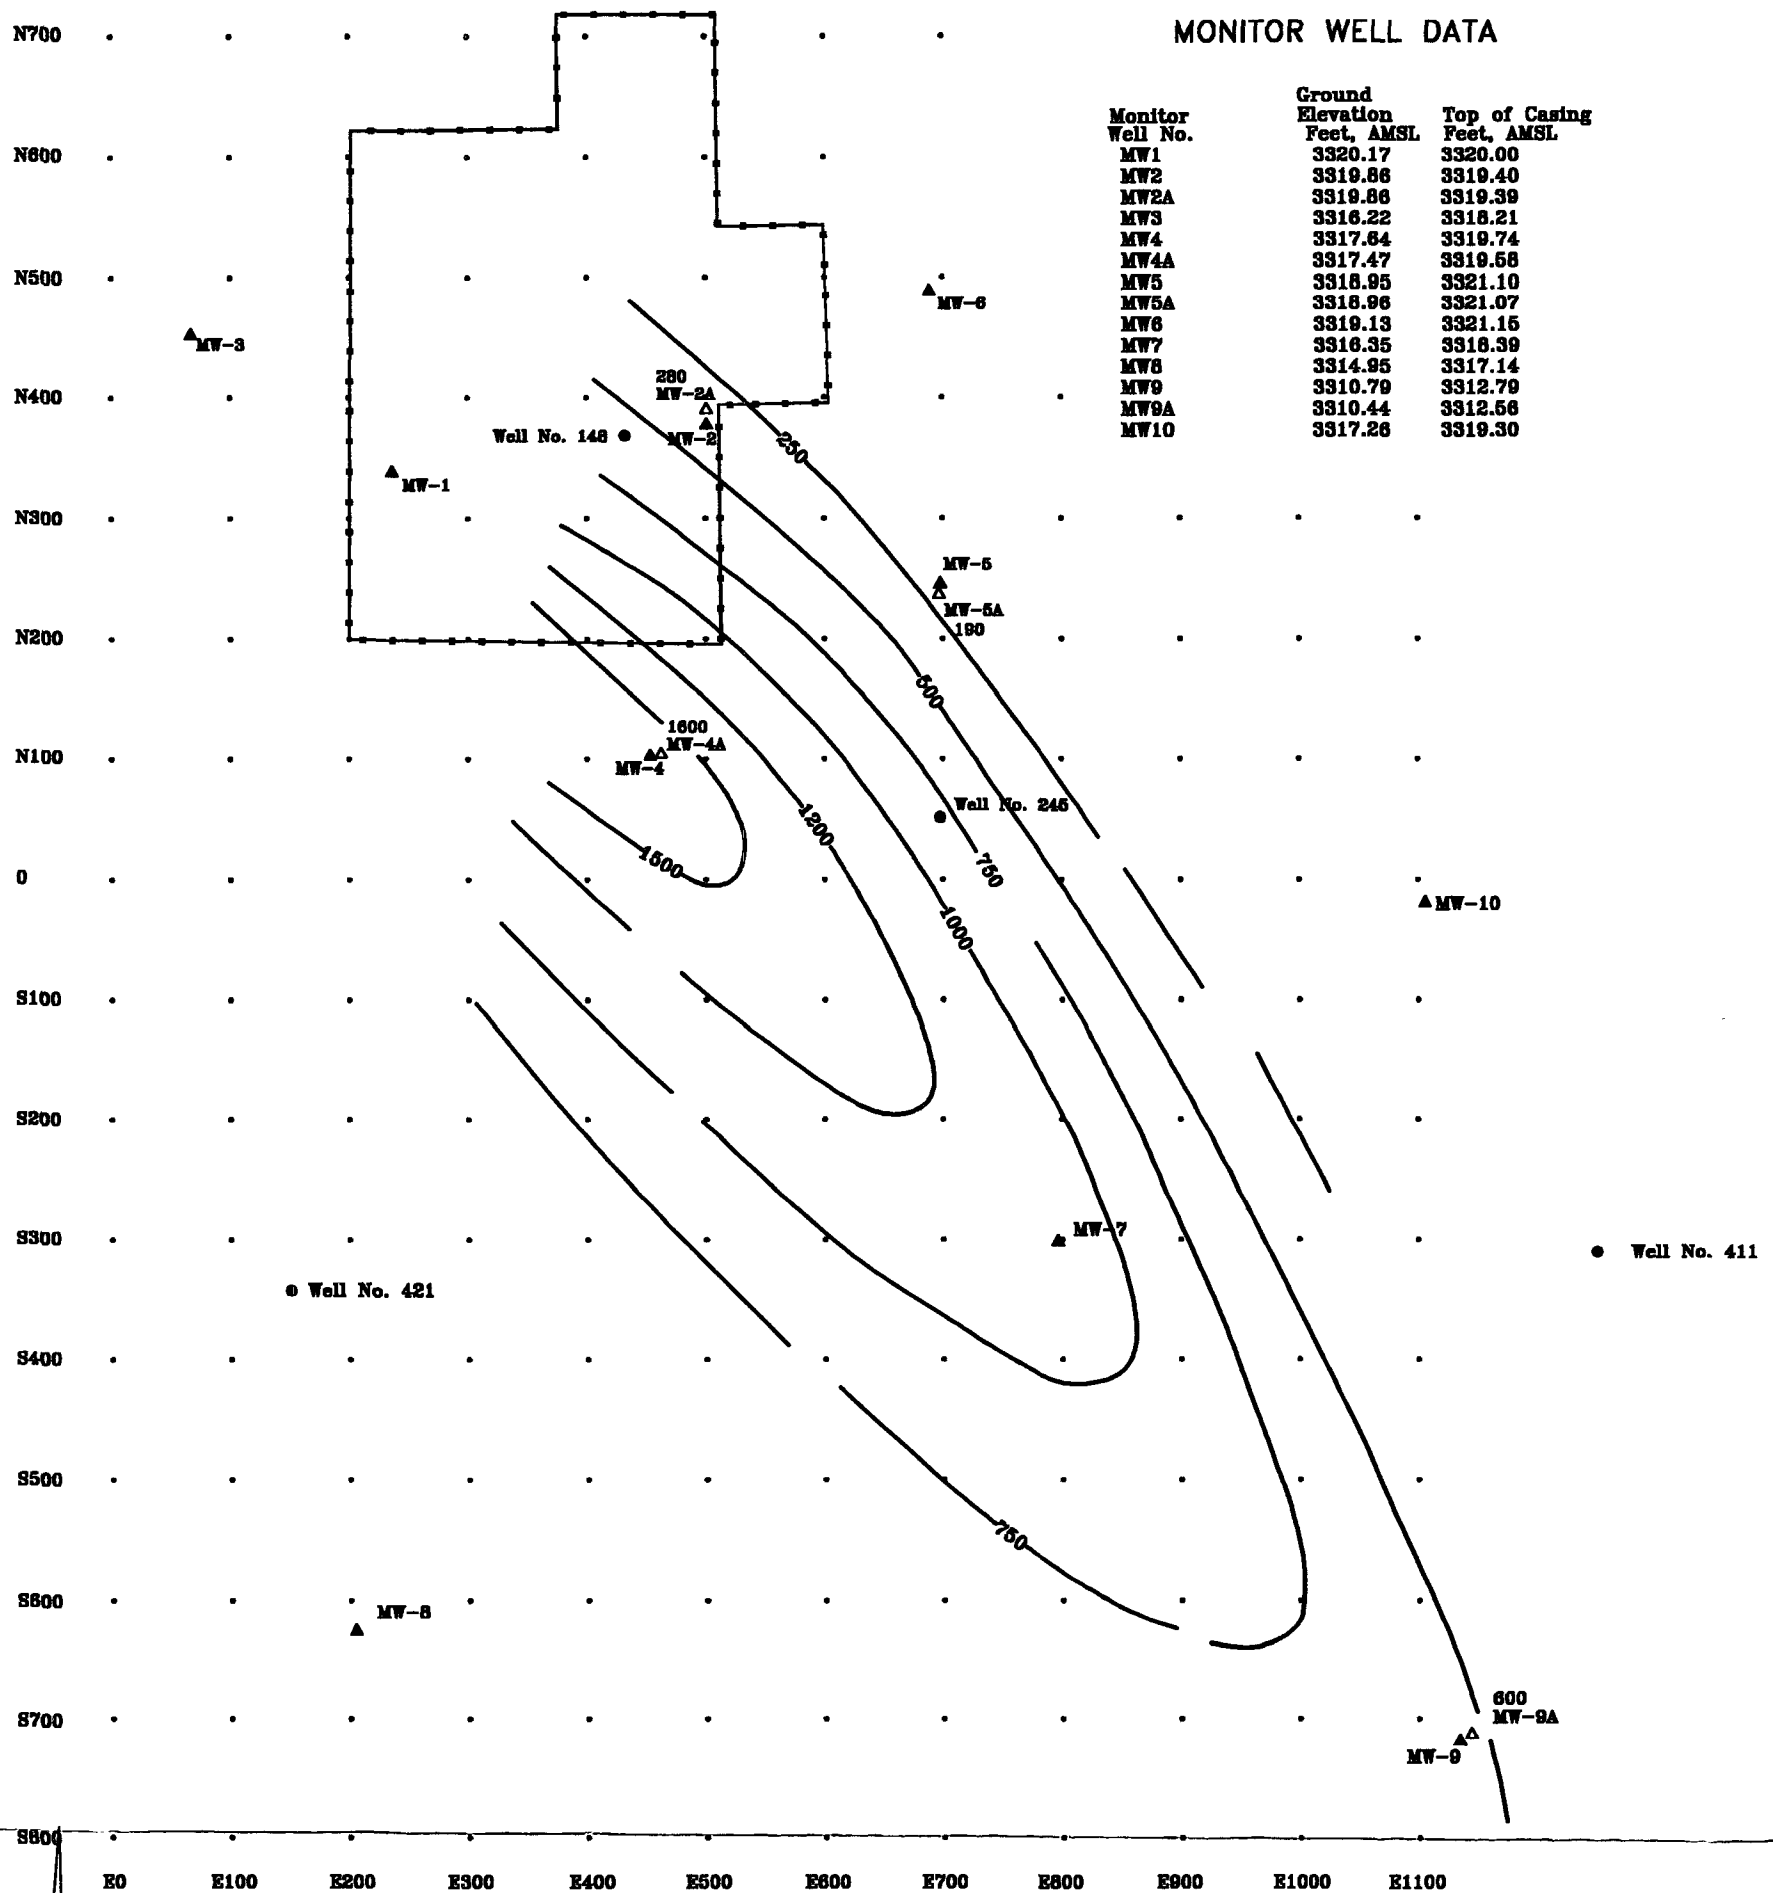 MONITOR WELL DATA
Monitor Well No. Ground Elevation Feet, AMSL Top of Casing Feet, AMSL
MW1 3320.17 3320.00
MW2 3319.86 3319.40
MW2A 3319.86 3319.39
MW3 3316.22 3318.21
MW4 3317.64 3319.74
MW4A 3317.47 3319.58
MW5 3318.95 3321.10
MW5A 3318.96 3321.07
MW6 3319.13 3321.15
MW7 3316.35 3318.39
MW8 3314.95 3317.14
MW9 3310.79 3312.79
MW9A 3310.44 3312.56
MW10 3317.26 3319.30
N700
N600
N500
MW-6
MW-3
N400
280
MW-2A
MW-2
Well No. 148
250
MW-1
N300
MW-5
MW-5A
190
N200
500
1600
MW-4A
MW-4
N100
Well No. 246
1200
1500
750
0
MW-10
1000
S100
S200
MW-7
S300
Well No. 411
Well No. 421
S400
S500
750
S600
MW-8
600
MW-9A
MW-9
S700
S800
E0 E100 E200 E300 E400 E500 E600 E700 E800 E900 E1000 E1100